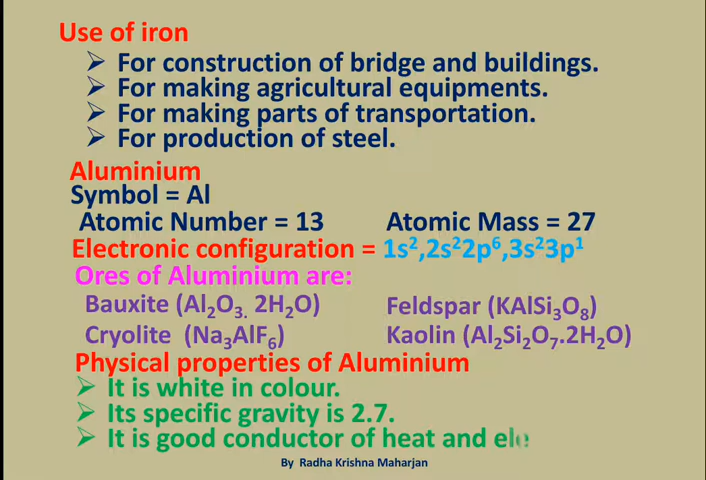 Use of iron
➢ For construction of bridge and buildings.
➢ For making agricultural equipments.
➢ For making parts of transportation.
➢ For production of steel.
Aluminium
Symbol = Al
Atomic Number = 13 Atomic Mass = 27
Electronic configuration = 1s²,2s²2p⁶,3s²3p¹
Ores of Aluminium are:
Bauxite (Al₂O₃. 2H₂O) Feldspar (KAlSi₃O₈)
Cryolite (Na₃AlF₆) Kaolin (Al₂Si₂O₇.2H₂O)
Physical properties of Aluminium
➢ It is white in colour.
➢ Its specific gravity is 2.7.
➢ It is good conductor of heat and ele
By Radha Krishna Maharjan